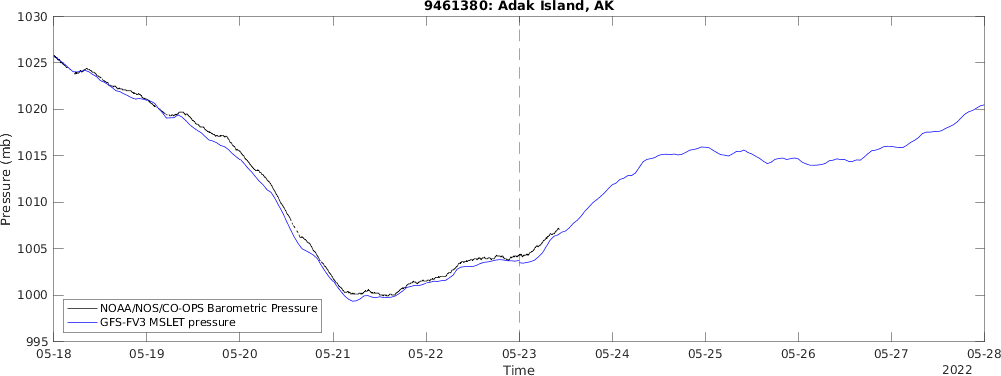 9461380: Adak Island, AK
1030
1025
1020
1015
1010
1005
1000
995
Pressure (mb)
NOAA/NOS/CO-OPS Barometric Pressure
GFS-FV3 MSLET pressure
05-18 05-19 05-20 05-21 05-22 05-23 05-24 05-25 05-26 05-27 05-28
Time
2022